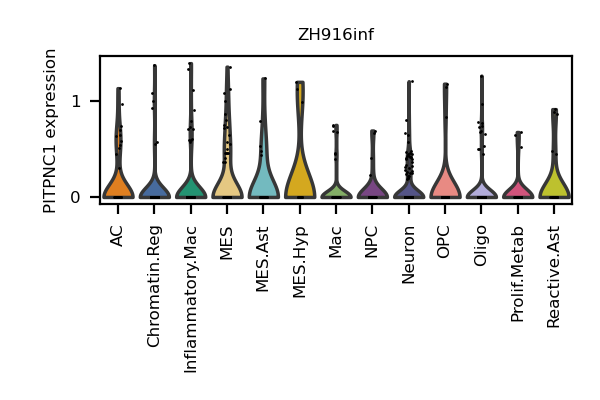 ZH916inf
PITPNC1 expression
1
0
AC
Chromatin.Reg
Inflammatory.Mac
MES
MES.Ast
MES.Hyp
Mac
NPC
Neuron
OPC
Oligo
Prolif.Metab
Reactive.Ast